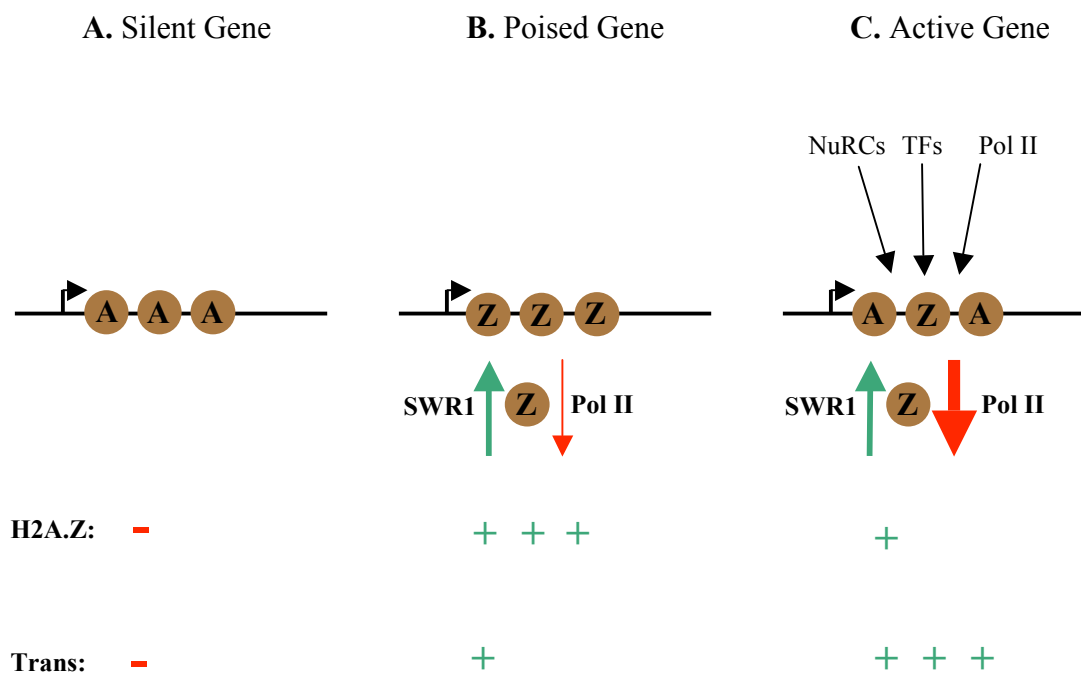 A. Silent Gene B. Poised Gene C. Active Gene
NuRCs TFs Pol II
A A A Z Z Z A Z A
SWR1 Z Pol II SWR1 Z Pol II
H2A.Z: - + + + +
Trans: - + + + +